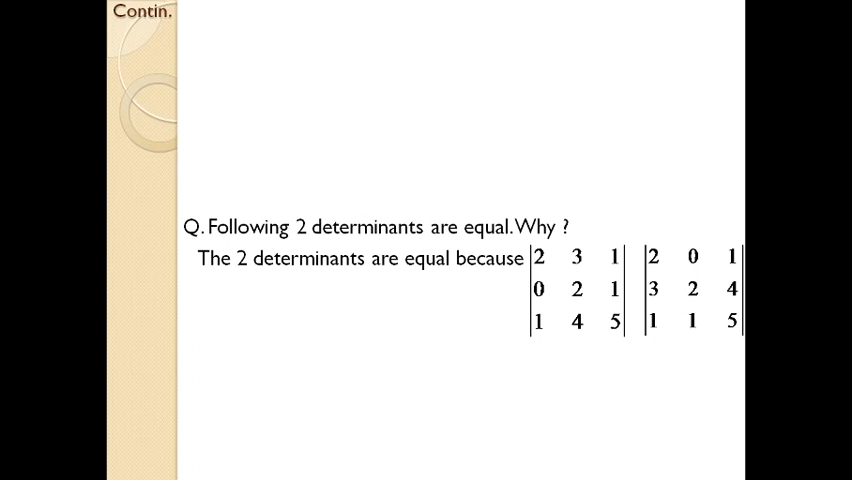 Contin.
Q. Following 2 determinants are equal. Why ?
The 2 determinants are equal because |2 3 1| |2 0 1|
|0 2 1| |3 2 4|
|1 4 5| |1 1 5|